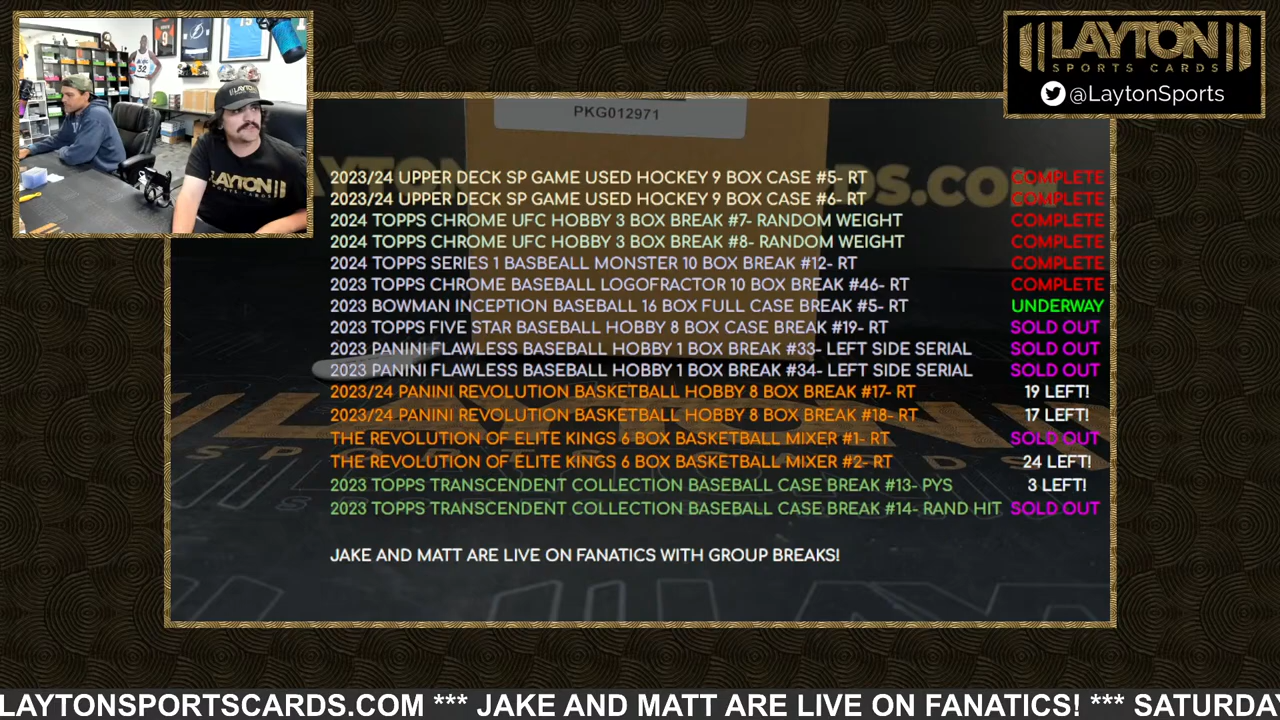 LAYTON
SPORTS CARDS
@LaytonSports
PKG012971
2023/24 UPPER DECK SP GAME USED HOCKEY 9 BOX CASE #5- RT COMPLETE
2023/24 UPPER DECK SP GAME USED HOCKEY 9 BOX CASE #6- RT COMPLETE
2024 TOPPS CHROME UFC HOBBY 3 BOX BREAK #7- RANDOM WEIGHT COMPLETE
2024 TOPPS CHROME UFC HOBBY 3 BOX BREAK #8- RANDOM WEIGHT COMPLETE
2024 TOPPS SERIES 1 BASBEALL MONSTER 10 BOX BREAK #12- RT COMPLETE
2023 TOPPS CHROME BASEBALL LOGOFRACTOR 10 BOX BREAK #46- RT COMPLETE
2023 BOWMAN INCEPTION BASEBALL 16 BOX FULL CASE BREAK #5- RT UNDERWAY
2023 TOPPS FIVE STAR BASEBALL HOBBY 8 BOX CASE BREAK #19- RT SOLD OUT
2023 PANINI FLAWLESS BASEBALL HOBBY 1 BOX BREAK #33- LEFT SIDE SERIAL SOLD OUT
2023 PANINI FLAWLESS BASEBALL HOBBY 1 BOX BREAK #34- LEFT SIDE SERIAL SOLD OUT
2023/24 PANINI REVOLUTION BASKETBALL HOBBY 8 BOX BREAK #17- RT 19 LEFT!
2023/24 PANINI REVOLUTION BASKETBALL HOBBY 8 BOX BREAK #18- RT 17 LEFT!
THE REVOLUTION OF ELITE KINGS 6 BOX BASKETBALL MIXER #1- RT SOLD OUT
THE REVOLUTION OF ELITE KINGS 6 BOX BASKETBALL MIXER #2- RT 24 LEFT!
2023 TOPPS TRANSCENDENT COLLECTION BASEBALL CASE BREAK #13- PYS 3 LEFT!
2023 TOPPS TRANSCENDENT COLLECTION BASEBALL CASE BREAK #14- RAND HIT SOLD OUT
JAKE AND MATT ARE LIVE ON FANATICS WITH GROUP BREAKS!
LAYTONSPORTSCARDS.COM *** JAKE AND MATT ARE LIVE ON FANATICS! *** SATURDA